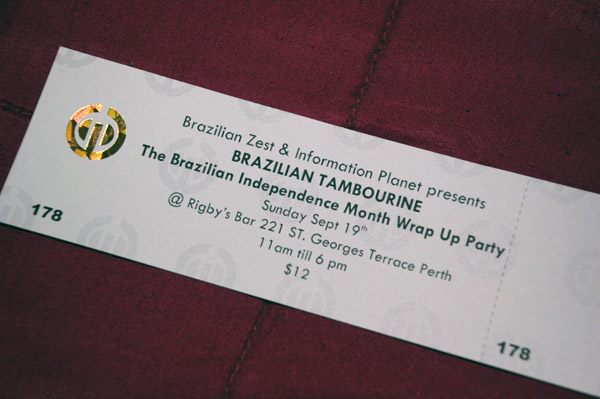 Brazilian Zest & Information Planet presents
BRAZILIAN TAMBOURINE
The Brazilian Independence Month Wrap Up Party
Sunday Sept 19th
@ Rigby's Bar 221 ST. Georges Terrace Perth
11am till 6 pm
$12
178
178